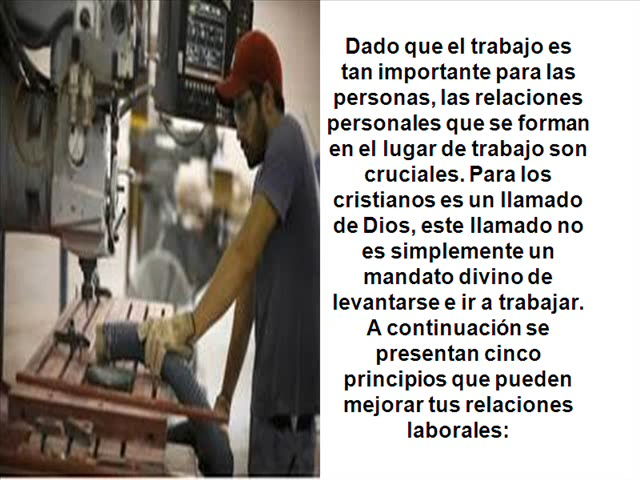 Dado que el trabajo es
tan importante para las
personas, las relaciones
personales que se forman
en el lugar de trabajo son
cruciales. Para los
cristianos es un llamado
de Dios, este llamado no
es simplemente un
mandato divino de
levantarse e ir a trabajar.
A continuación se
presentan cinco
principios que pueden
mejorar tus relaciones
laborales: